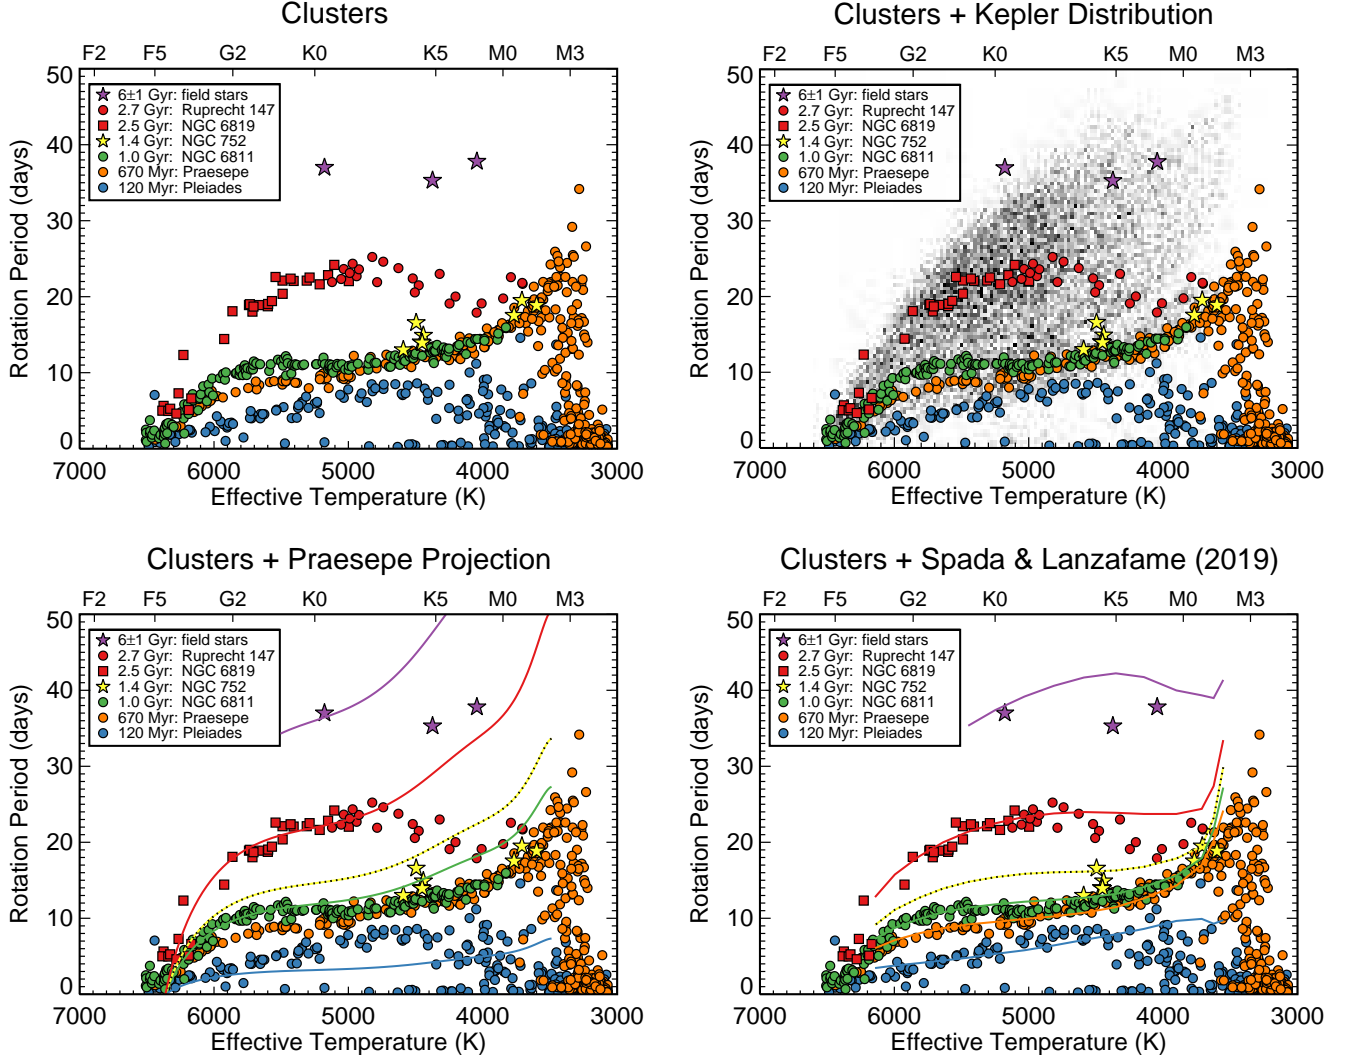 Clusters
F2 F5 G2 K0 K5 M0 M3
50
40
30
20
10
0
Rotation Period (days)
6±1 Gyr: field stars
2.7 Gyr: Ruprecht 147
2.5 Gyr: NGC 6819
1.4 Gyr: NGC 752
1.0 Gyr: NGC 6811
670 Myr: Praesepe
120 Myr: Pleiades
7000 6000 5000 4000 3000
Effective Temperature (K)
Clusters + Kepler Distribution
F2 F5 G2 K0 K5 M0 M3
50
40
30
20
10
0
Rotation Period (days)
6±1 Gyr: field stars
2.7 Gyr: Ruprecht 147
2.5 Gyr: NGC 6819
1.4 Gyr: NGC 752
1.0 Gyr: NGC 6811
670 Myr: Praesepe
120 Myr: Pleiades
7000 6000 5000 4000 3000
Effective Temperature (K)
Clusters + Praesepe Projection
F2 F5 G2 K0 K5 M0 M3
50
40
30
20
10
0
Rotation Period (days)
6±1 Gyr: field stars
2.7 Gyr: Ruprecht 147
2.5 Gyr: NGC 6819
1.4 Gyr: NGC 752
1.0 Gyr: NGC 6811
670 Myr: Praesepe
120 Myr: Pleiades
7000 6000 5000 4000 3000
Effective Temperature (K)
Clusters + Spada & Lanzafame (2019)
F2 F5 G2 K0 K5 M0 M3
50
40
30
20
10
0
Rotation Period (days)
6±1 Gyr: field stars
2.7 Gyr: Ruprecht 147
2.5 Gyr: NGC 6819
1.4 Gyr: NGC 752
1.0 Gyr: NGC 6811
670 Myr: Praesepe
120 Myr: Pleiades
7000 6000 5000 4000 3000
Effective Temperature (K)